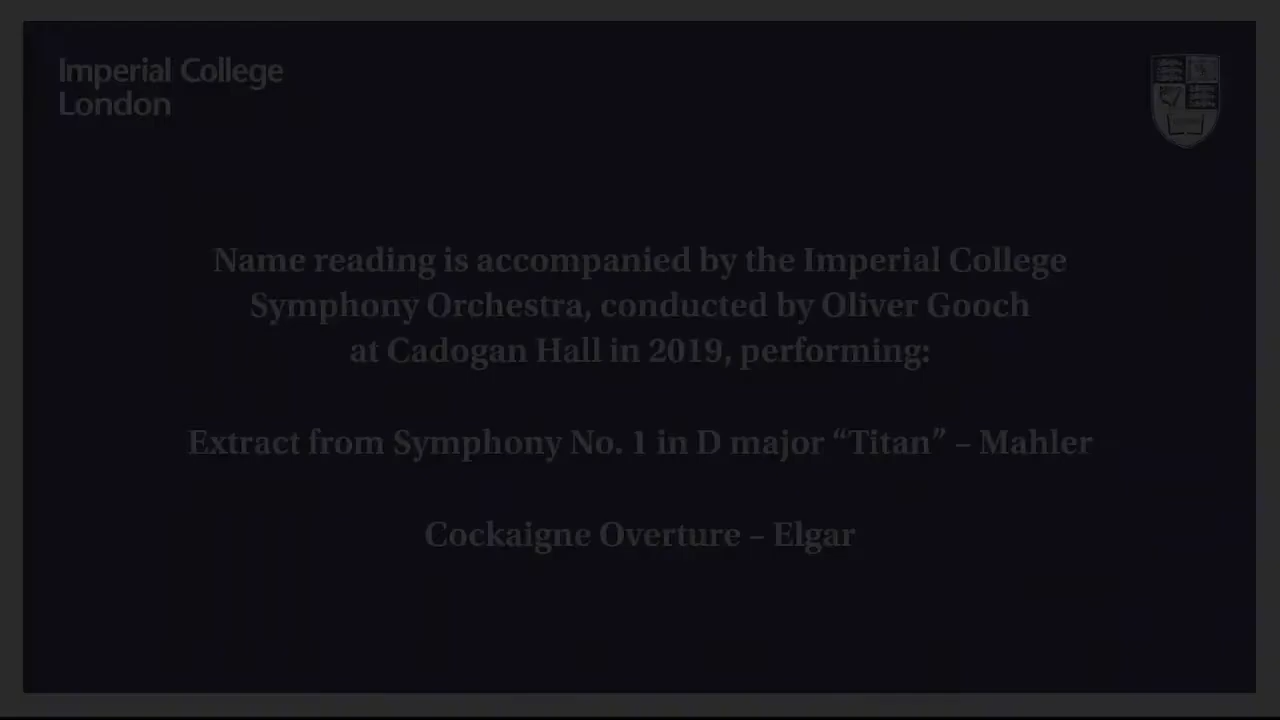 Imperial College
London
Name reading is accompanied by the Imperial College
Symphony Orchestra, conducted by Oliver Gooch
at Cadogan Hall in 2019, performing:
Extract from Symphony No. 1 in D major “Titan” – Mahler
Cockaigne Overture – Elgar